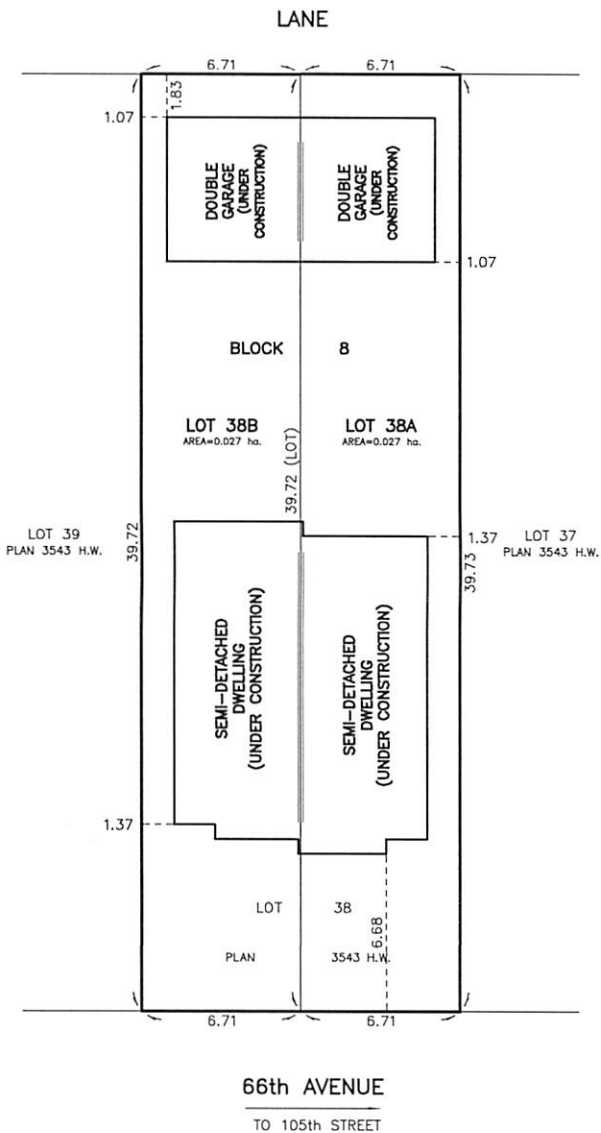 LANE
6.71 6.71
1.83
1.07
DOUBLE
GARAGE
(UNDER
CONSTRUCTION)
DOUBLE
GARAGE
(UNDER
CONSTRUCTION)
1.07
BLOCK 8
LOT 38B
AREA=0.027 ha.
LOT 38A
AREA=0.027 ha.
39.72 (LOT)
LOT 39
PLAN 3543 H.W.
39.72
1.37
39.73
LOT 37
PLAN 3543 H.W.
SEMI-DETACHED
DWELLING
(UNDER CONSTRUCTION)
SEMI-DETACHED
DWELLING
(UNDER CONSTRUCTION)
1.37
LOT 38
6.68
PLAN 3543 H.W.
6.71 6.71
66th AVENUE
TO 105th STREET